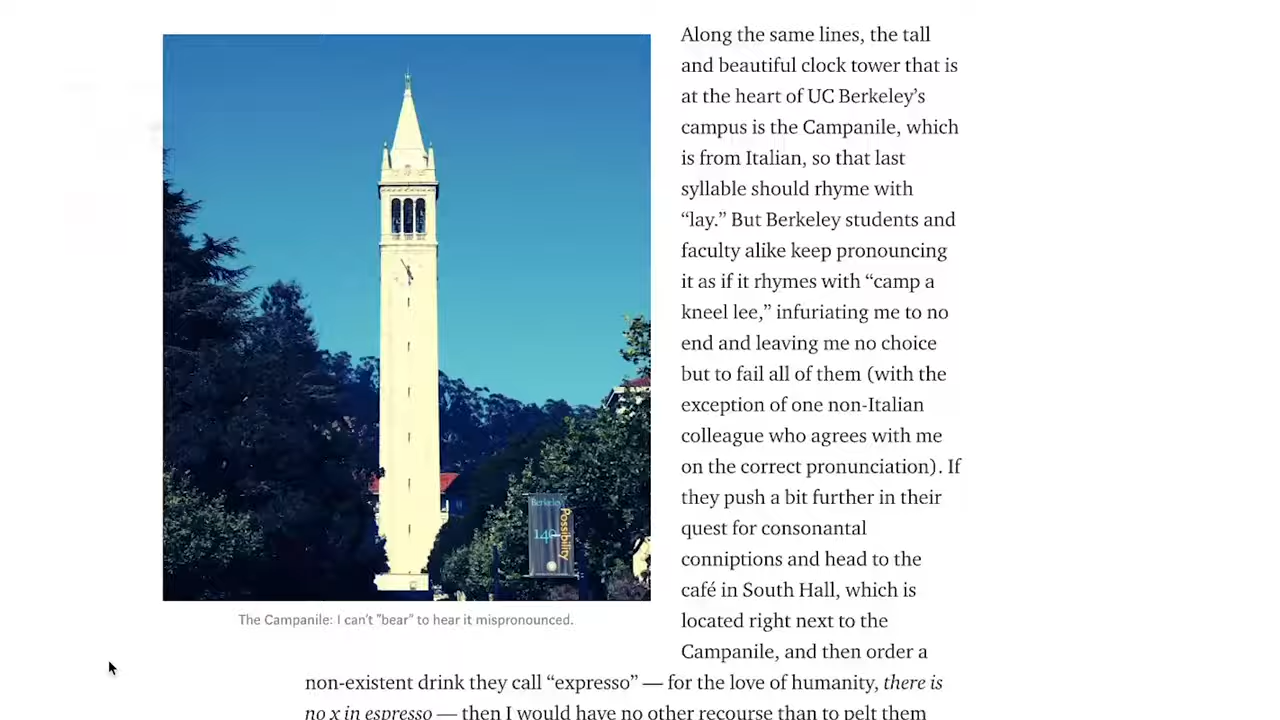 Along the same lines, the tall
and beautiful clock tower that is
at the heart of UC Berkeley’s
campus is the Campanile, which
is from Italian, so that last
syllable should rhyme with
“lay.” But Berkeley students and
faculty alike keep pronouncing
it as if it rhymes with “camp a
kneel lee,” infuriating me to no
end and leaving me no choice
but to fail all of them (with the
exception of one non-Italian
colleague who agrees with me
on the correct pronunciation). If
they push a bit further in their
quest for consonantal
conniptions and head to the
café in South Hall, which is
located right next to the
Campanile, and then order a
non-existent drink they call “expresso” — for the love of humanity, there is
no x in espresso — then I would have no other recourse than to pelt them
Berkeley
140
Possibility
The Campanile: I can’t "bear" to hear it mispronounced.